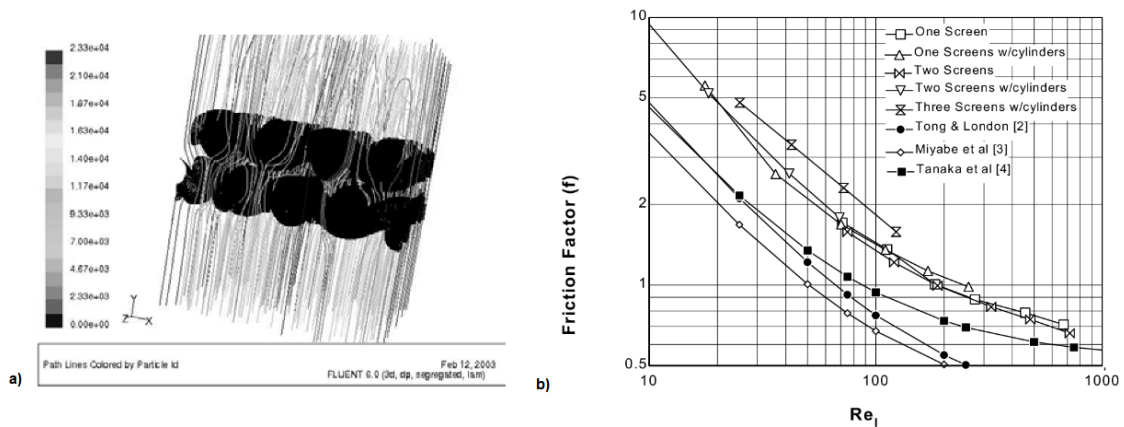 2.33e+04
2.10e+04
1.87e+04
1.63e+04
1.40e+04
1.17e+04
9.33e+03
7.00e+03
4.67e+03
2.33e+03
0.00e+00
Y
Z X
Path Lines Colored by Particle Id
Feb 12, 2003
FLUENT 6.0 (3d, dp, segregated, lam)
a)
10
5
2
1
0.5
Friction Factor (f)
One Screen
One Screens w/cylinders
Two Screens
Two Screens w/cylinders
Three Screens w/cylinders
Tong & London [2]
Miyabe et al [3]
Tanaka et al [4]
10
100
1000
Re_l
b)